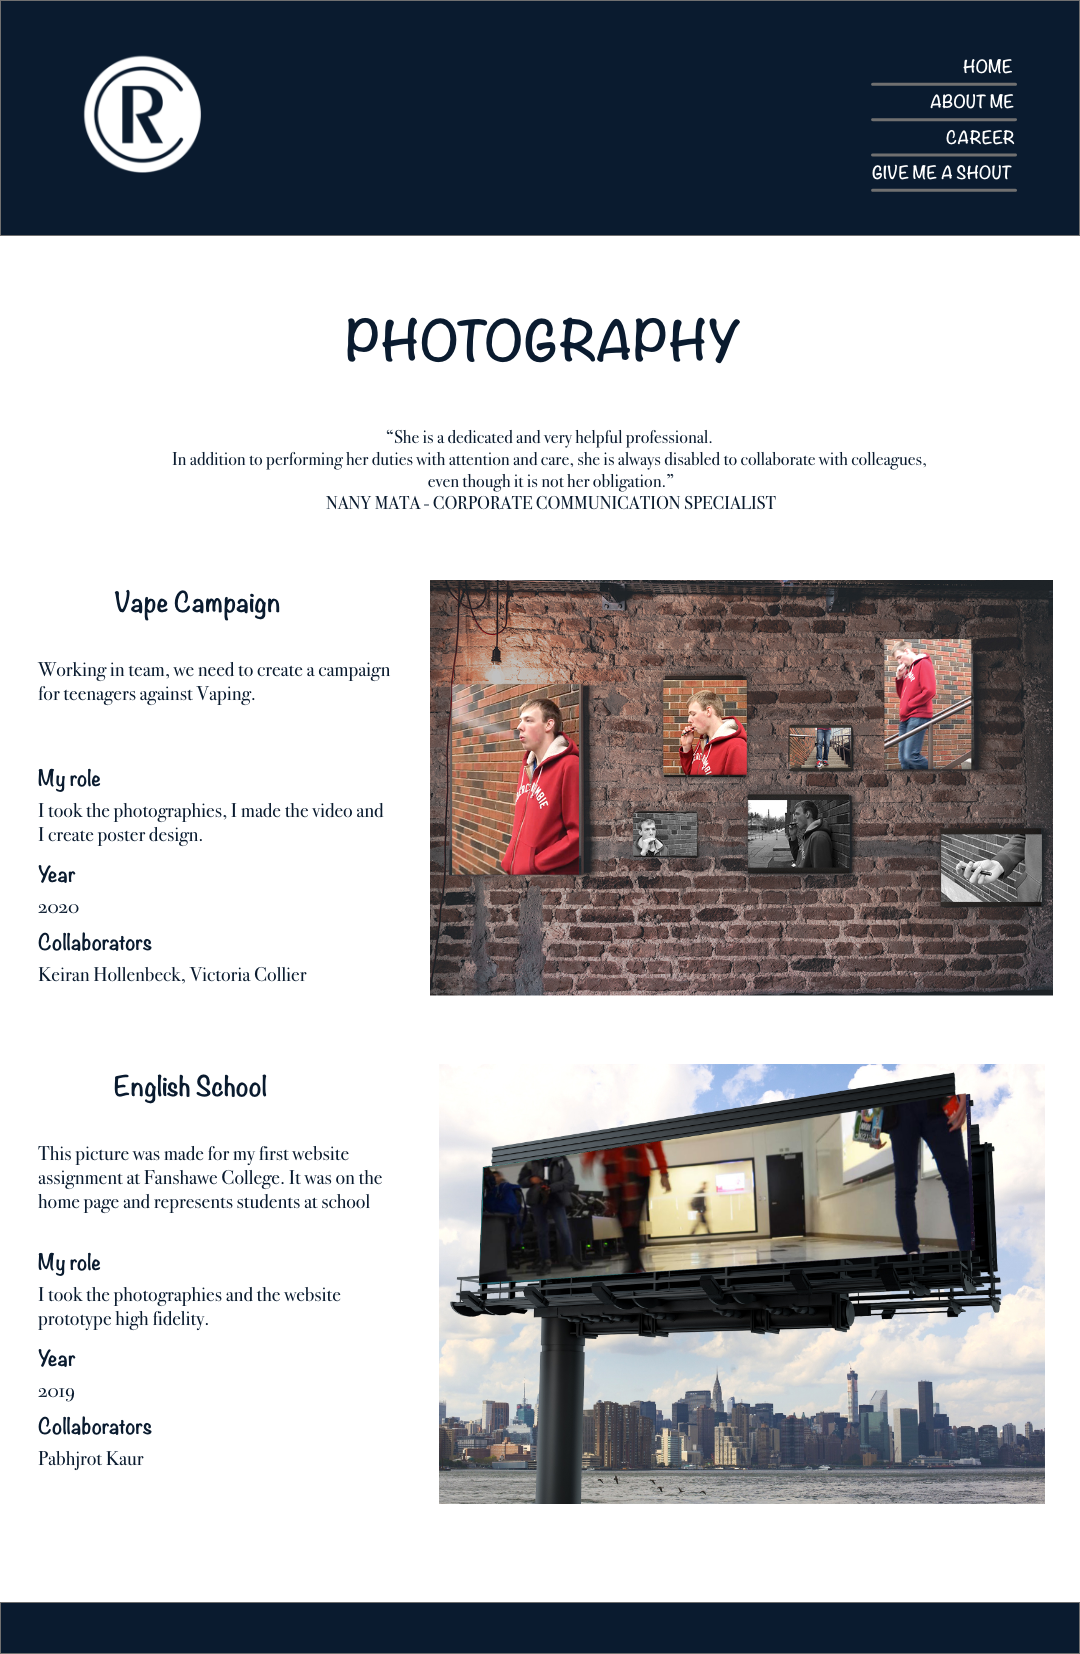 R
HOME
ABOUT ME
CAREER
GIVE ME A SHOUT
PHOTOGRAPHY
“She is a dedicated and very helpful professional.
In addition to performing her duties with attention and care, she is always disabled to collaborate with colleagues,
even though it is not her obligation.”
NANY MATA - CORPORATE COMMUNICATION SPECIALIST
Vape Campaign
Working in team, we need to create a campaign
for teenagers against Vaping.
My role
I took the photographies, I made the video and
I create poster design.
Year
2020
Collaborators
Keiran Hollenbeck, Victoria Collier
English School
This picture was made for my first website
assignment at Fanshawe College. It was on the
home page and represents students at school
My role
I took the photographies and the website
prototype high fidelity.
Year
2019
Collaborators
Pabhjrot Kaur